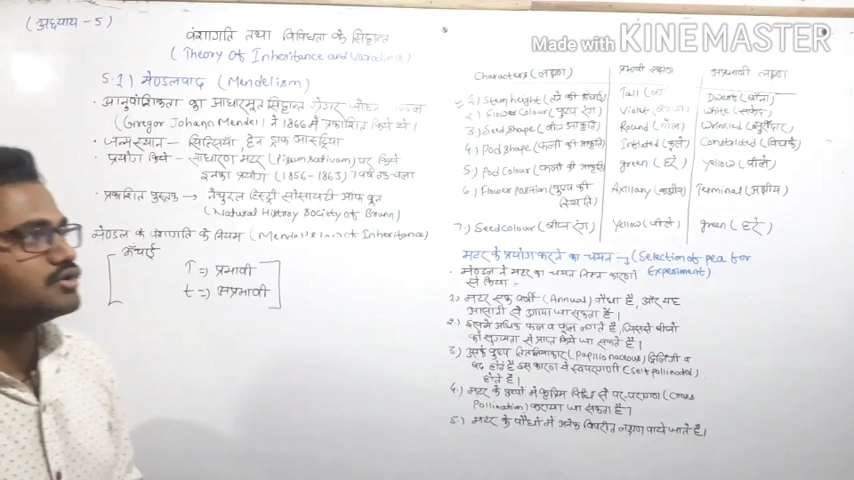 (अध्याय - 5)
वंशागति तथा विविधता के सिद्धान्त
(Theory of Inheritance and Variation)
5.1) मेण्डलवाद (Mendelism)
• आनुवांशिकता का आधारभूत सिद्धान्त ग्रेगर जोहन
(Gregor Johann Mendel) ने 1866 में प्रकाशित किये थे।
• जन्मस्थान - सिल्सियाँ हेन ड्राफ आस्ट्रिया
• प्रयोग किये - साधारण मटर (Pisum sativum) पर किये
इनका प्रयोग (1856-1863) 7 वर्ष तक चला
• प्रकाशित पुस्तक → नेचुरल हिस्ट्री सोसायटी ऑफ ब्रून
(Natural History Society of Brunn)
मेण्डल के वंशागति के नियम (Mendel's Law of Inheritance)
ऊँचाई
T => प्रभावी
t => अप्रभावी
Made with KINEMASTER
Characters (लक्षण) प्रभावी लक्षण अप्रभावी लक्षण
1) Stem height (तने की ऊंचाई) Tall Dwarf (बौना)
2) Flower Colour (पुष्प रंग) Violet White (सफेद)
3) Seed shape (बीज आकृति) Round (गोल) Wrinkled (झुर्रीदार)
4) Pod shape (फली की आकृति) Inflated (फूले) Constricted (पिचके)
5) Pod Colour (फली की आकृति) green (हरे) Yellow (पीले)
6) Flower position (पुष्प की स्थिति) Axillary (कक्षीय) Terminal (अग्रीय)
7) Seed Colour (बीज रंग) Yellow (पीले) green (हरे)
मटर के प्रयोग करने का चयन → (Selection of pea for Experiment)
• मेण्डल ने मटर का चयन निम्न कारणों
से किया -
1) मटर एक वर्षी (Annual) पौधा है, और यह
आसानी से उगाया जा सकता है।
2) इसमें अधिक फल व फूल लगते हैं, जिससे बीजों
को सुगमता से प्राप्त किये जा सकते हैं।
3) उसके पुष्प (Papilionaceous) द्विलिंगी व
बंद होते हैं इस कारण वे स्वपरागणी (Self pollinated)
होते हैं।
4) मटर के पुष्पों में कृत्रिम विधि से पर-परागण (Cross
Pollination) कराया जा सकता है।
5) मटर के पौधों में अनेक विपरीत लक्षण पाये जाते हैं।